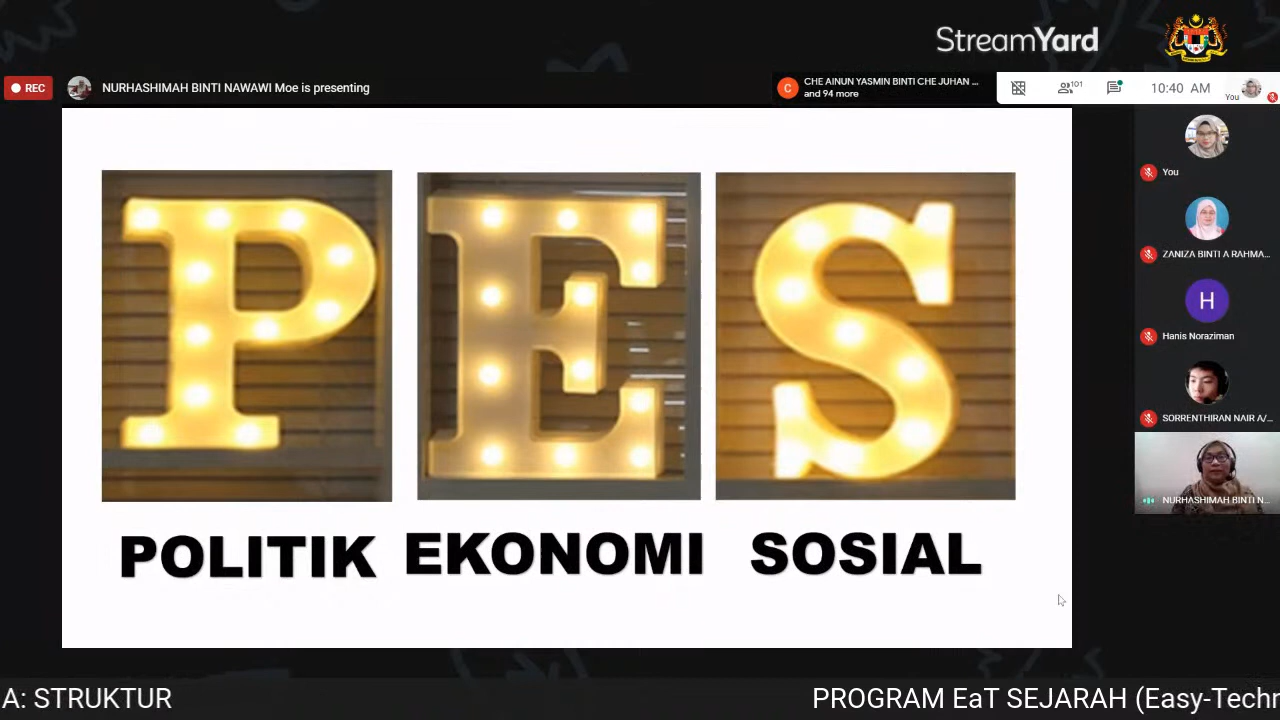 StreamYard
REC
NURHASHIMAH BINTI NAWAWI Moe is presenting
C
CHE AINUN YASMIN BINTI CHE JUHAN ...
and 94 more
101
10:40 AM
You
You
ZANIZA BINTI A RAHMA...
H
Hanis Noraziman
SORRENTHIRAN NAIR A/...
NURHASHIMAH BINTI N...
P E S
POLITIK EKONOMI SOSIAL
A: STRUKTUR
PROGRAM EaT SEJARAH (Easy-Techn